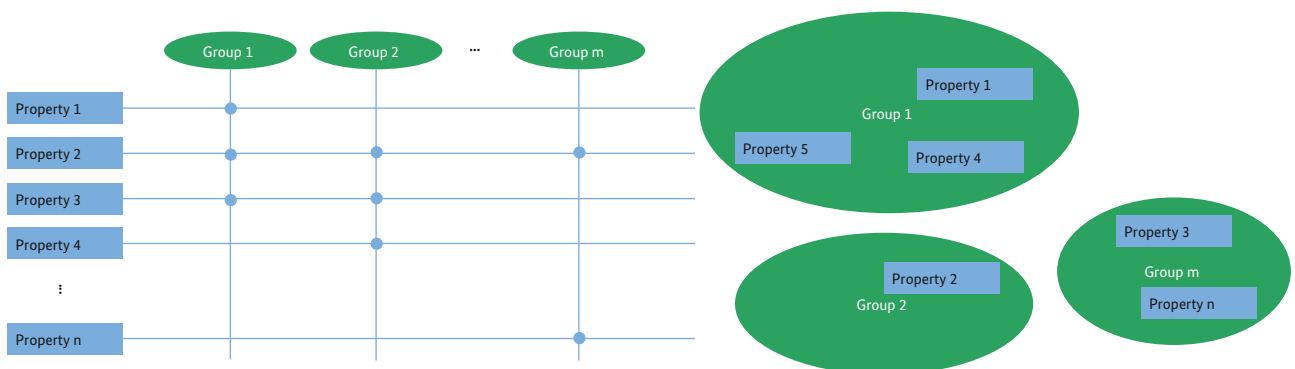 Group 1
Group 2
...
Group m
Property 1
Property 2
Property 3
Property 4
⋮
Property n
Property 1
Group 1
Property 5
Property 4
Property 2
Group 2
Property 3
Group m
Property n